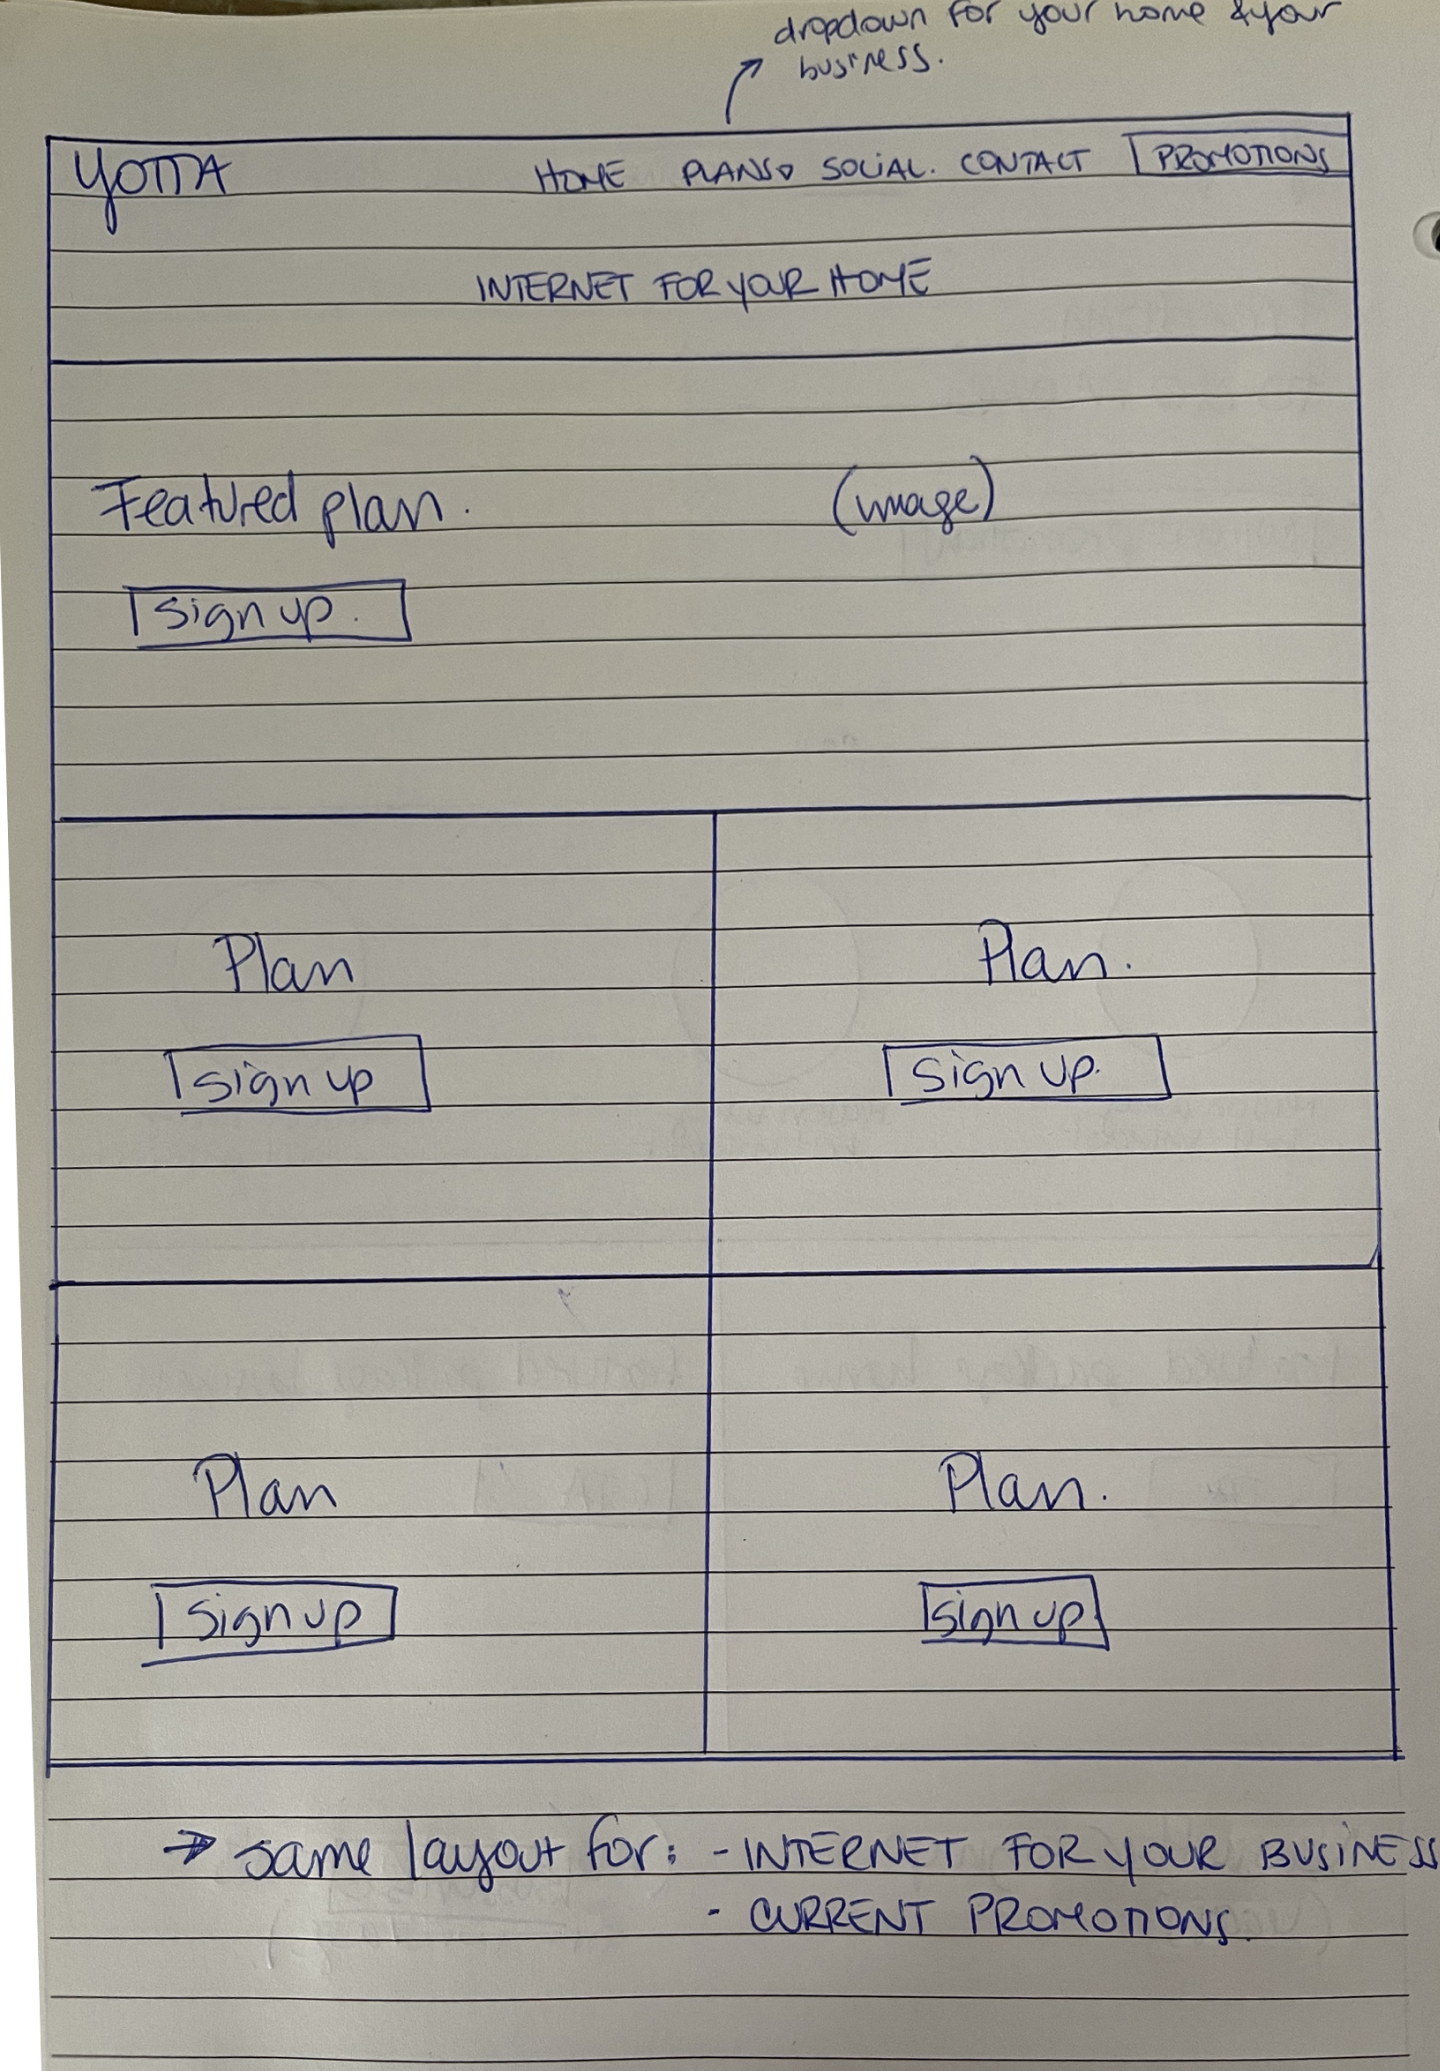 dropdown for your home & your
business.
YOTTA HOME PLANS SOCIAL. CONTACT PROMOTIONS
INTERNET FOR YOUR HOME
Featured plan. (image)
Sign up.
Plan Plan.
Sign up Sign up.
Plan Plan.
Sign up Sign up
→ same layout for: - INTERNET FOR YOUR BUSINESS
- CURRENT PROMOTIONS.